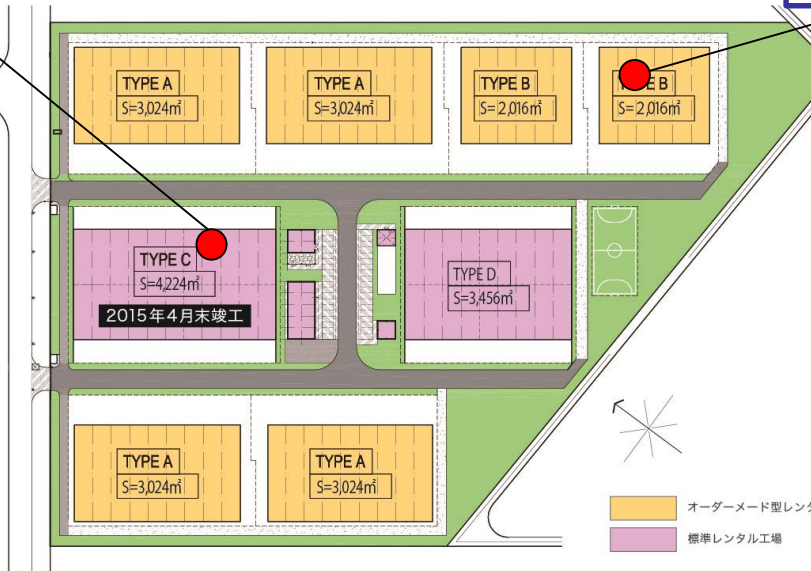 TYPE A
S=3,024㎡
TYPE A
S=3,024㎡
TYPE B
S=2,016㎡
E B
S=2,016㎡
TYPE C
S=4,224㎡
2015年4月末竣工
TYPE D
S=3,456㎡
TYPE A
S=3,024㎡
TYPE A
S=3,024㎡
オーダーメード型レンタ
標準レンタル工場